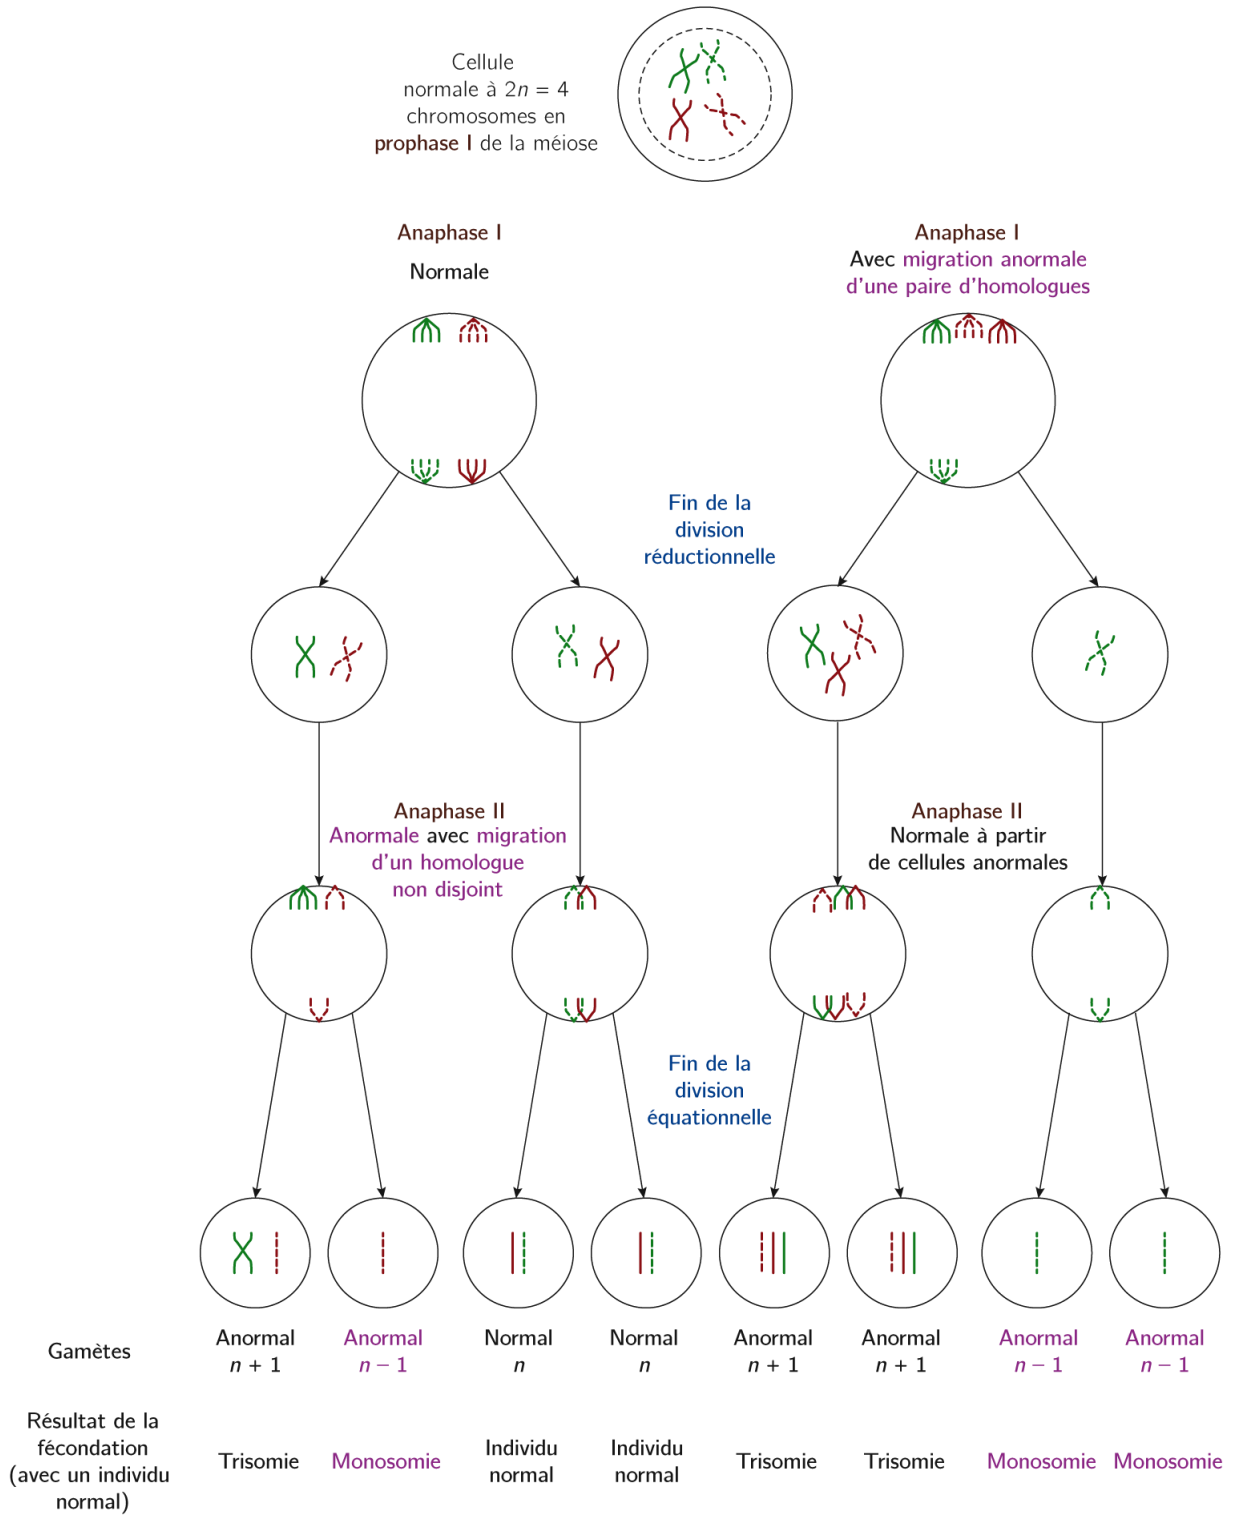 Cellule
normale à 2n = 4
chromosomes en
prophase I de la méiose
Anaphase I
Normale
Anaphase I
Avec migration anormale
d'une paire d'homologues
Fin de la
division
réductionnelle
Anaphase II
Anormale avec migration
d'un homologue
non disjoint
Anaphase II
Normale à partir
de cellules anormales
Fin de la
division
équationnelle
Gamètes
Anormal
n + 1
Anormal
n − 1
Normal
n
Normal
n
Anormal
n + 1
Anormal
n + 1
Anormal
n − 1
Anormal
n − 1
Résultat de la
fécondation
(avec un individu
normal)
Trisomie
Monosomie
Individu
normal
Individu
normal
Trisomie
Trisomie
Monosomie
Monosomie